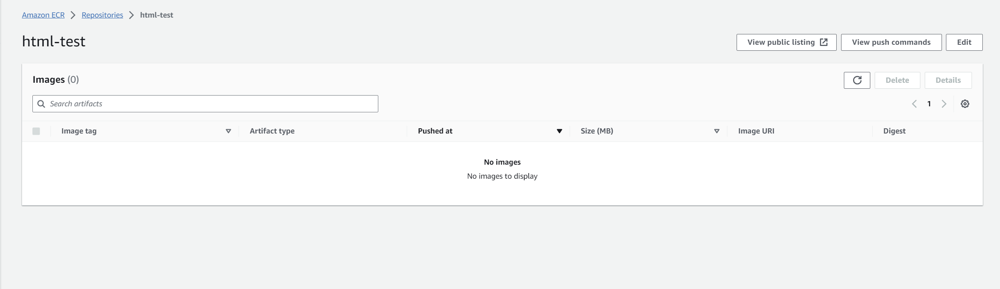 Amazon ECR > Repositories > html-test
html-test
View public listing
View push commands
Edit
Images (0)
Delete
Details
Search artifacts
1
Image tag
Artifact type
Pushed at
Size (MB)
Image URI
Digest
No images
No images to display